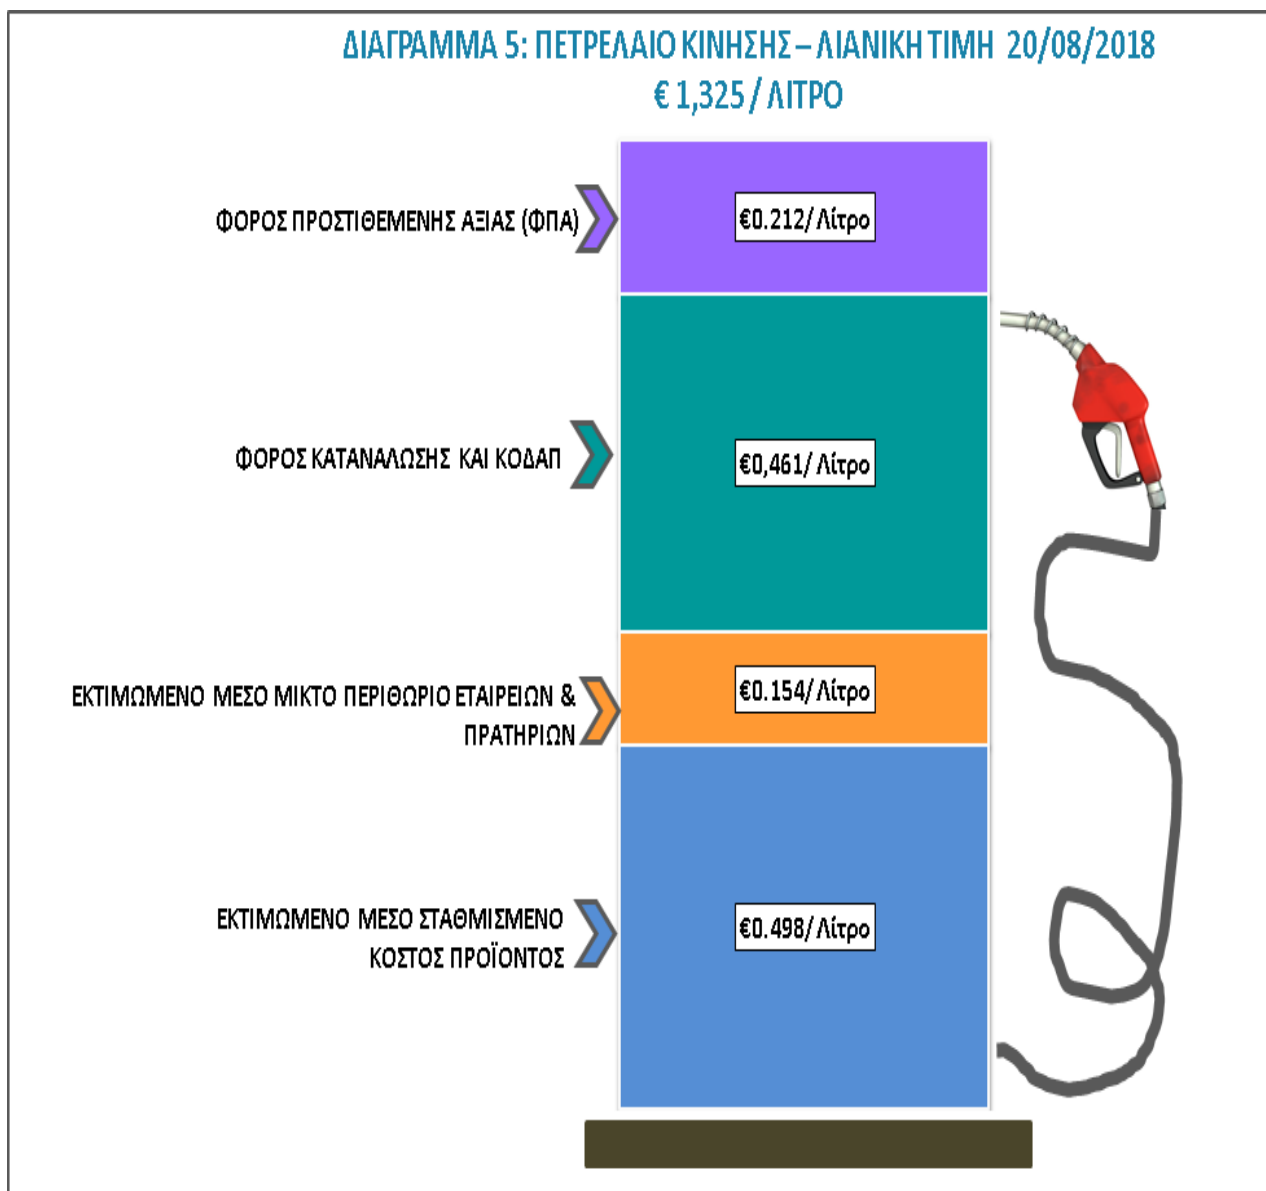 ΔΙΑΓΡΑΜΜΑ 5: ΠΕΤΡΕΛΑΙΟ ΚΙΝΗΣΗΣ – ΛΙΑΝΙΚΗ ΤΙΜΗ 20/08/2018
€ 1,325 / ΛΙΤΡΟ
ΦΟΡΟΣ ΠΡΟΣΤΙΘΕΜΕΝΗΣ ΑΞΙΑΣ (ΦΠΑ)
€0.212/ Λίτρο
ΦΟΡΟΣ ΚΑΤΑΝΑΛΩΣΗΣ ΚΑΙ ΚΟΔΑΠ
€0,461/ Λίτρο
ΕΚΤΙΜΩΜΕΝΟ ΜΕΣΟ ΜΙΚΤΟ ΠΕΡΙΘΩΡΙΟ ΕΤΑΙΡΕΙΩΝ &
ΠΡΑΤΗΡΙΩΝ
€0.154/ Λίτρο
ΕΚΤΙΜΩΜΕΝΟ ΜΕΣΟ ΣΤΑΘΜΙΣΜΕΝΟ
ΚΟΣΤΟΣ ΠΡΟΪΟΝΤΟΣ
€0.498/ Λίτρο